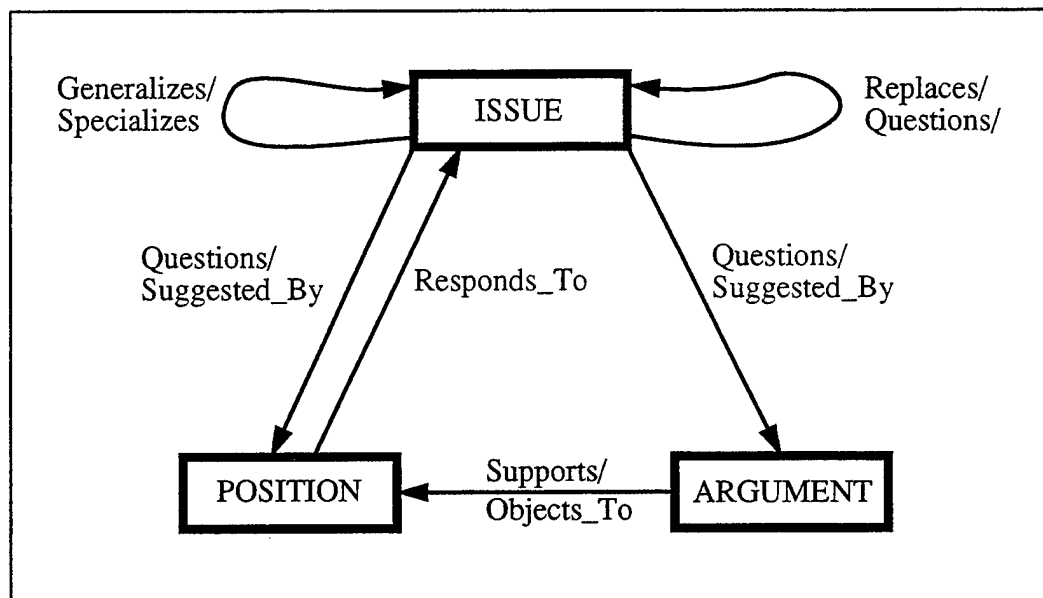 Generalizes/
Specializes
ISSUE
Replaces/
Questions/
Questions/
Suggested_By
Responds_To
Questions/
Suggested_By
POSITION
Supports/
Objects_To
ARGUMENT